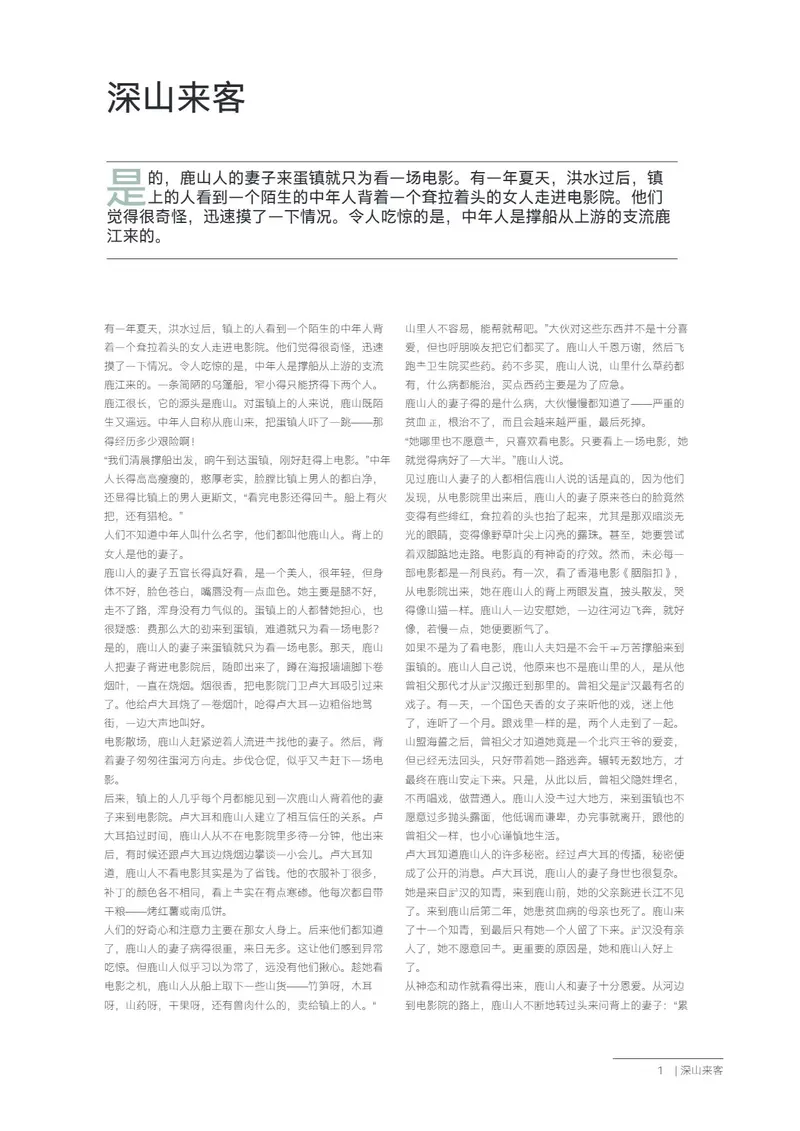 深山来客
是的，鹿山人的妻子来蛋镇就只为看一场电影。有一年夏天，洪水过后，镇
上的人看到一个陌生的中年人背着一个耷拉着头的女人走进电影院。他们
觉得很奇怪，迅速摸了一下情况。令人吃惊的是，中年人是撑船从上游的支流鹿
江来的。
有一年夏天，洪水过后，镇上的人看到一个陌生的中年人背
着一个耷拉着头的女人走进电影院。他们觉得很奇怪，迅速
摸了一下情况。令人吃惊的是，中年人是撑船从上游的支流
鹿江来的。一条简陋的乌篷船，窄小得只能挤得下两个人。
鹿江很长，它的源头是鹿山。对蛋镇上的人来说，鹿山既陌
生又遥远。中年人自称从鹿山来，把蛋镇人吓了一跳——那
得经历多少艰险啊！
“我们清晨撑船出发，晌午到达蛋镇，刚好赶得上电影。”中年
人长得高高瘦瘦的，憨厚老实，脸膛比镇上男人的都白净，
还显得比镇上的男人更斯文，“看完电影还得回去。船上有火
把，还有猎枪。”
人们不知道中年人叫什么名字，他们都叫他鹿山人。背上的
女人是他的妻子。
鹿山人的妻子五官长得真好看，是一个美人，很年轻，但身
体不好，脸色苍白，嘴唇没有一点血色。她主要是腿不好，
走不了路，浑身没有力气似的。蛋镇上的人都替她担心，也
很疑惑：费那么大的劲来到蛋镇，难道就只为看一场电影？
是的，鹿山人的妻子来蛋镇就只为看一场电影。那天，鹿山
人把妻子背进电影院后，随即出来了，蹲在海报墙墙脚下卷
烟叶，一直在烧烟。烟很香，把电影院门卫卢大耳吸引过来
了。他给卢大耳烧了一卷烟叶，呛得卢大耳一边粗俗地骂
街，一边大声地叫好。
电影散场，鹿山人赶紧逆着人流进去找他的妻子。然后，背
着妻子匆匆往蛋河方向走。步伐仓促，似乎又去赶下一场电
影。
后来，镇上的人几乎每个月都能见到一次鹿山人背着他的妻
子来到电影院。卢大耳和鹿山人建立了相互信任的关系。卢
大耳掐过时间，鹿山人从不在电影院里多待一分钟，他出来
后，有时候还跟卢大耳边烧烟边攀谈一小会儿。卢大耳知
道，鹿山人不看电影其实是为了省钱。他的衣服补丁很多，
补丁的颜色各不相同，看上去实在有点寒碜。他每次都自带
干粮——烤红薯或南瓜饼。
人们的好奇心和注意力主要在那女人身上。后来他们都知道
了，鹿山人的妻子病得很重，来日无多。这让他们感到异常
吃惊。但鹿山人似乎习以为常了，远没有他们揪心。趁她看
电影之机，鹿山人从船上取下一些山货——竹笋呀，木耳
呀，山药呀，干果呀，还有兽肉什么的，卖给镇上的人。“
山里人不容易，能帮就帮吧。”大伙对这些东西并不是十分喜
爱，但也呼朋唤友把它们都买了。鹿山人千恩万谢，然后飞
跑去卫生院买些药。药不多买，鹿山人说，山里什么草药都
有，什么病都能治，买点西药主要是为了应急。
鹿山人的妻子得的是什么病，大伙慢慢都知道了——严重的
贫血症，根治不了，而且会越来越严重，最后死掉。
“她哪里也不愿意去，只喜欢看电影。只要看上一场电影，她
就觉得病好了一大半。”鹿山人说。
见过鹿山人妻子的人都相信鹿山人说的话是真的，因为他们
发现，从电影院里出来后，鹿山人的妻子原来苍白的脸竟然
变得有些绯红，耷拉着的头也抬了起来，尤其是那双暗淡无
光的眼睛，变得像野草叶尖上闪亮的露珠。甚至，她要尝试
着双脚踮地走路。电影真的有神奇的疗效。然而，未必每一
部电影都是一剂良药。有一次，看了香港电影《胭脂扣》，
从电影院出来，她在鹿山人的背上两眼发直，披头散发，哭
得像山猫一样。鹿山人一边安慰她，一边往河边飞奔，就好
像，若慢一点，她便要断气了。
如果不是为了看电影，鹿山人夫妇是不会千辛万苦撑船来到
蛋镇的。鹿山人自己说，他原来也不是鹿山里的人，是从他
曾祖父那代才从武汉搬迁到那里的。曾祖父是武汉最有名的
戏子。有一天，一个国色天香的女子来听他的戏，迷上他
了，连听了一个月。跟戏里一样的是，两个人走到了一起。
山盟海誓之后，曾祖父才知道她竟是一个北京王爷的爱妾，
但已经无法回头，只好带着她一路逃奔。辗转无数地方，才
最终在鹿山安定下来。只是，从此以后，曾祖父隐姓埋名，
不再唱戏，做普通人。鹿山人没去过大地方，来到蛋镇也不
愿意过多抛头露面，他低调而谦卑，办完事就离开，跟他的
曾祖父一样，也小心谨慎地生活。
卢大耳知道鹿山人的许多秘密。经过卢大耳的传播，秘密便
成了公开的消息。卢大耳说，鹿山人的妻子身世也很复杂。
她是来自武汉的知青，来到鹿山前，她的父亲跳进长江不见
了。来到鹿山后第二年，她患贫血病的母亲也死了。鹿山来
了十一个知青，到最后只有她一个人留了下来。武汉没有亲
人了，她不愿意回去。更重要的原因是，她和鹿山人好上
了。
从神态和动作就看得出来，鹿山人和妻子十分恩爱。从河边
到电影院的路上，鹿山人不断地转过头来问背上的妻子：“累
1 | 深山来客